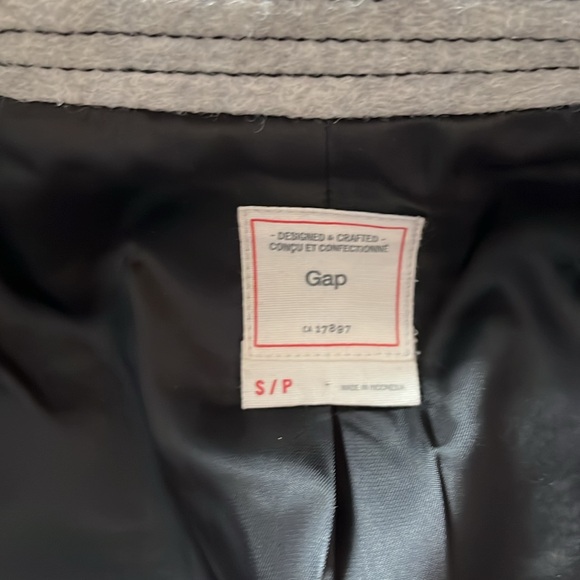 - DESIGNED & CRAFTED -
CONÇU ET CONFECTIONNÉ
Gap
CA 17897
S / P
MADE IN INDONESIA